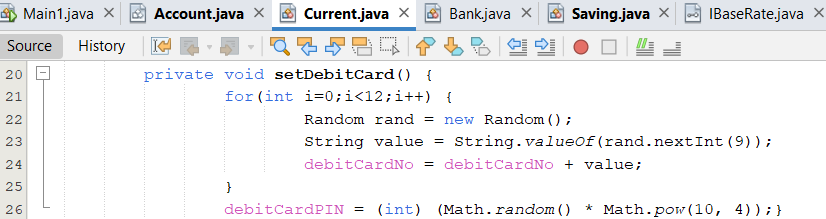 Main1.java Account.java Current.java Bank.java Saving.java IBaseRate.java
Source History
20 private void setDebitCard() {
21 for(int i=0;i<12;i++) {
22 Random rand = new Random();
23 String value = String.valueOf(rand.nextInt(9));
24 debitCardNo = debitCardNo + value;
25 }
26 debitCardPIN = (int) (Math.random() * Math.pow(10, 4));}